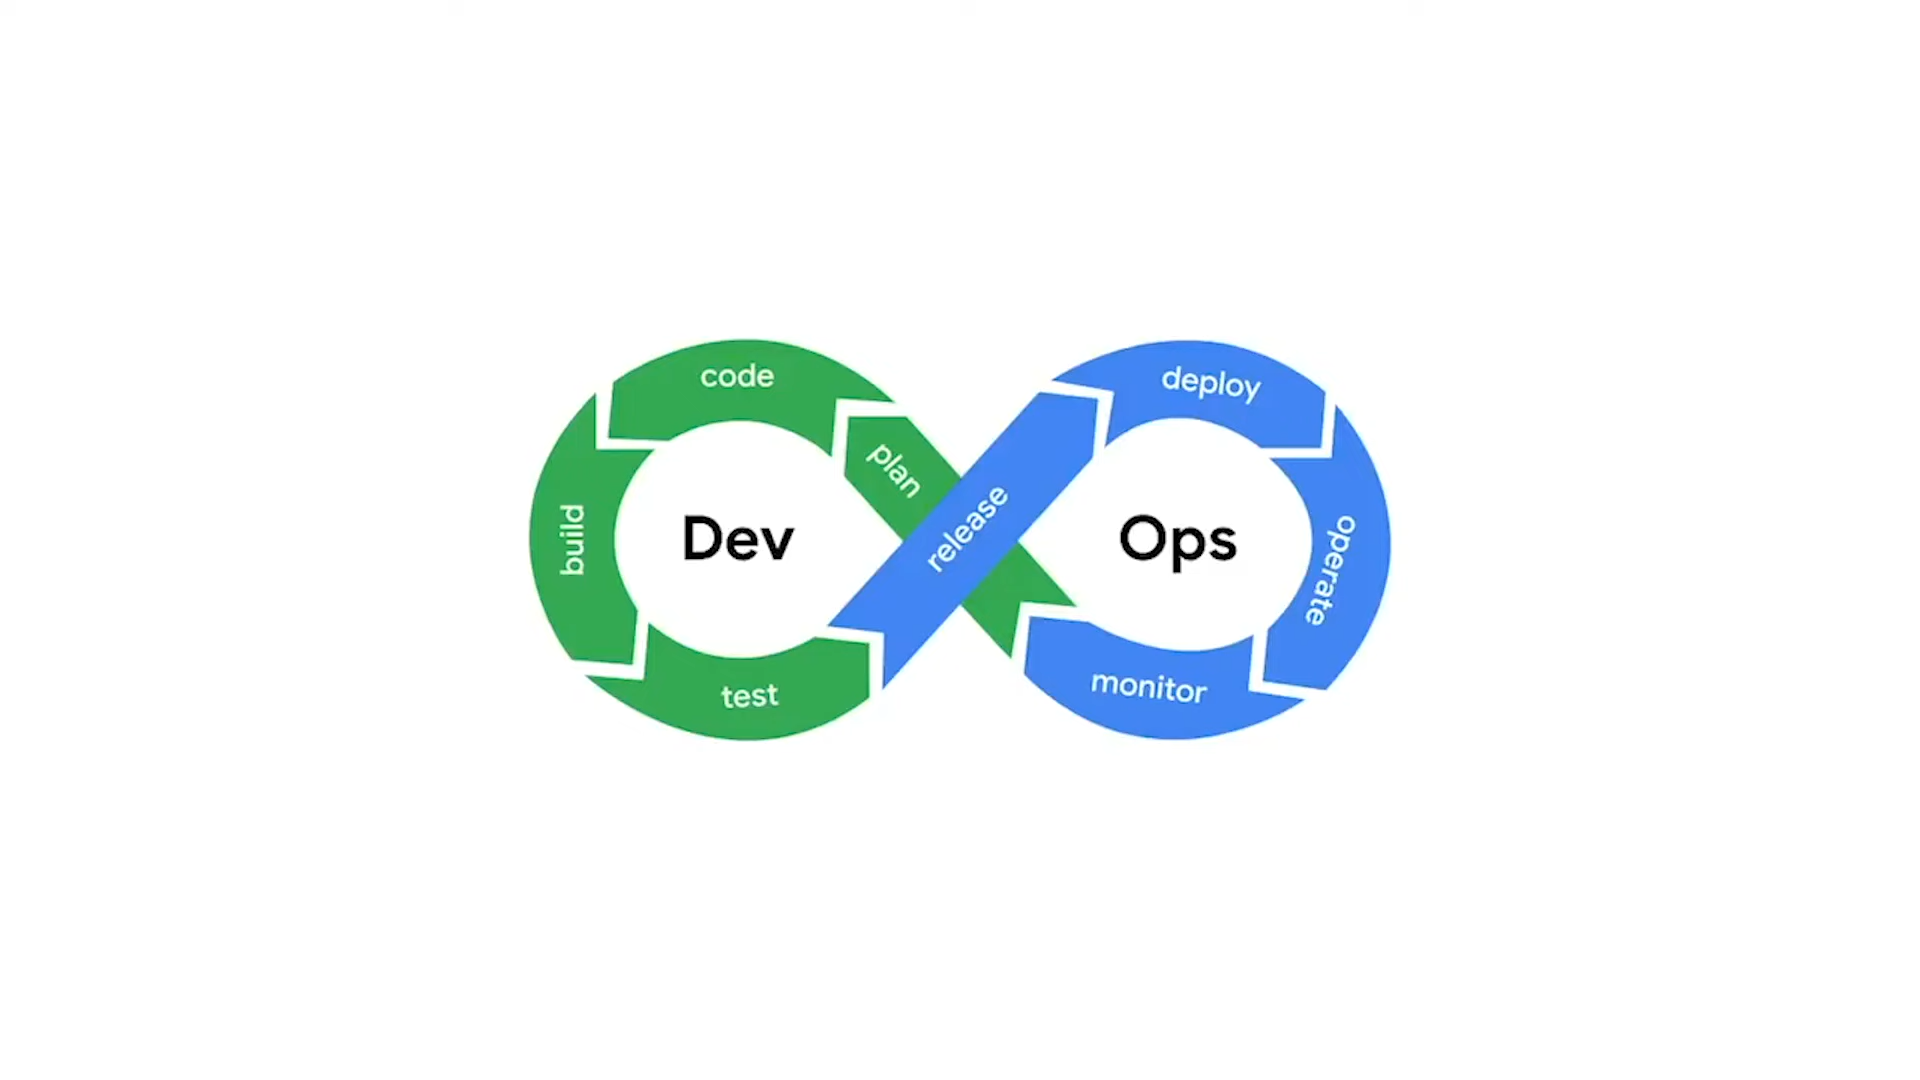 code
deploy
plan
release
build
Dev
Ops
operate
test
monitor